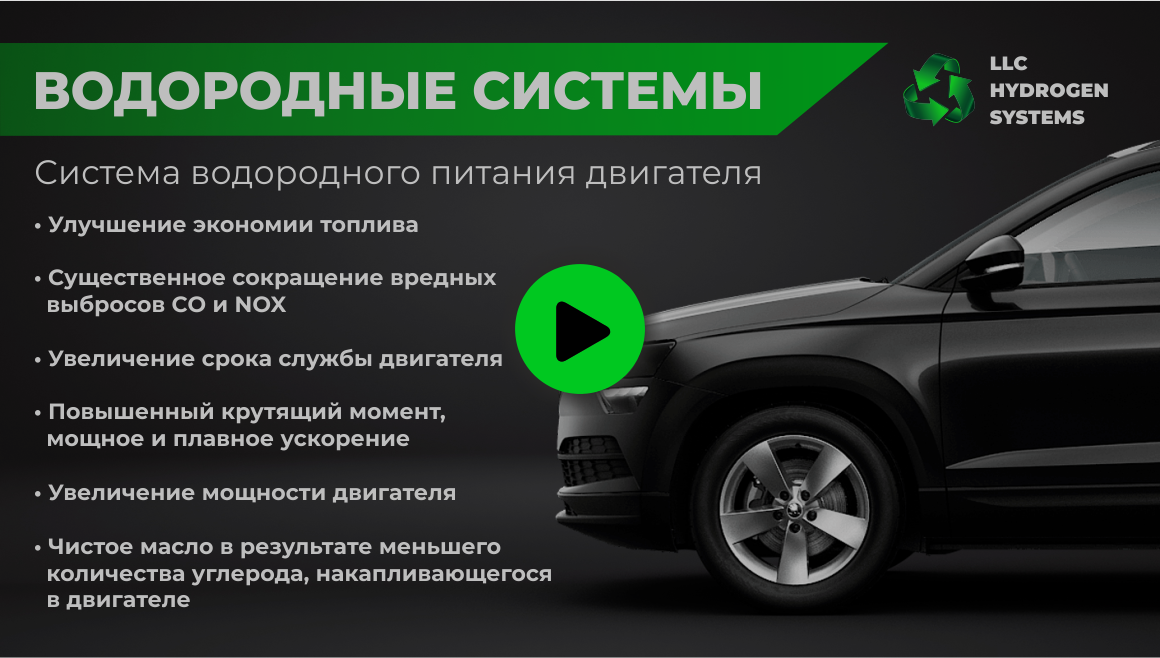 ВОДОРОДНЫЕ СИСТЕМЫ
LLC
HYDROGEN
SYSTEMS
Система водородного питания двигателя
• Улучшение экономии топлива
• Существенное сокращение вредных
выбросов CO и NOX
• Увеличение срока службы двигателя
• Повышенный крутящий момент,
мощное и плавное ускорение
• Увеличение мощности двигателя
• Чистое масло в результате меньшего
количества углерода, накапливающегося
в двигателе